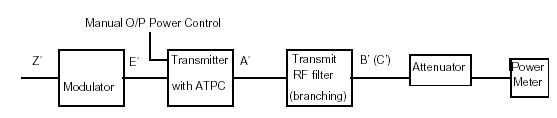 Manual O/P Power Control
Z'
Modulator
E'
Transmitter
with ATPC
A'
Transmit
RF filter
(branching)
B' (C')
Attenuator
Power
Meter